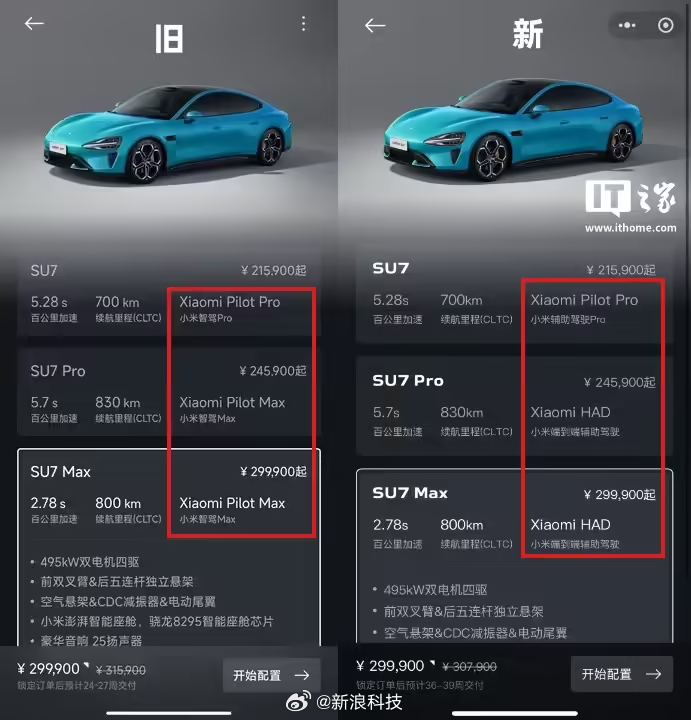 旧
SU7
¥ 215,900起
5.28 s
700 km
Xiaomi Pilot Pro
百公里加速
续航里程(CLTC)
小米智驾Pro
SU7 Pro
¥ 245,900起
5.7 s
830 km
Xiaomi Pilot Max
百公里加速
续航里程(CLTC)
小米智驾Max
SU7 Max
¥ 299,900起
2.78 s
800 km
Xiaomi Pilot Max
百公里加速
续航里程(CLTC)
小米智驾Max
• 495kW双电机四驱
• 前双叉臂&后五连杆独立悬架
• 空气悬架&CDC减振器&电动尾翼
• 小米澎湃智能座舱，骁龙8295智能座舱芯片
• 豪华音响 25扬声器
¥ 299,900 ¥ 315,900
锁定订单后预计24-27周交付
开始配置
新
IT之家
www.ithome.com
SU7
¥ 215,900起
5.28s
700km
Xiaomi Pilot Pro
百公里加速
续航里程(CLTC)
小米辅助驾驶Pro
SU7 Pro
¥ 245,900起
5.7s
830km
Xiaomi HAD
百公里加速
续航里程(CLTC)
小米端到端辅助驾驶
SU7 Max
¥ 299,900起
2.78s
800km
Xiaomi HAD
百公里加速
续航里程(CLTC)
小米端到端辅助驾驶
• 495kW双电机四驱
• 前双叉臂&后五连杆独立悬架
• 空气悬架&CDC减振器&电动尾翼
¥ 299,900 ¥ 307,900
锁定订单后预计36-39周交付
开始配置
@新浪科技